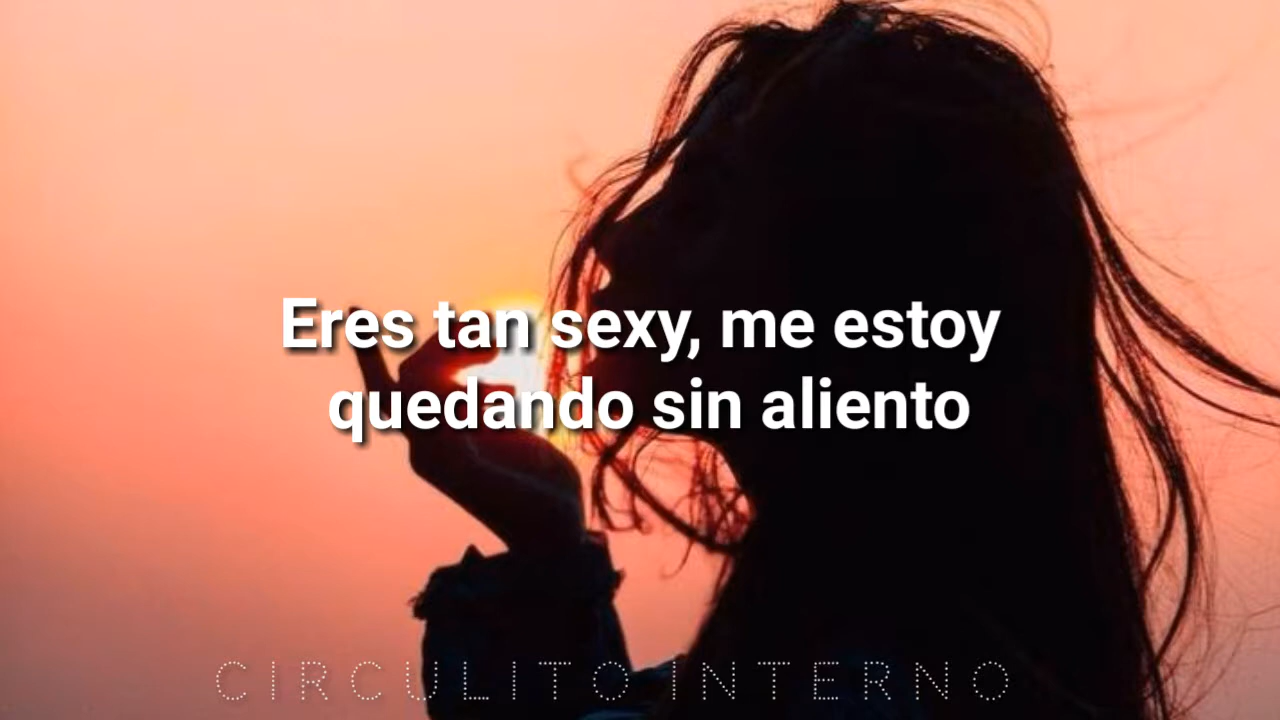 Eres tan sexy, me estoy
quedando sin aliento
CIRCULITO INTERNO